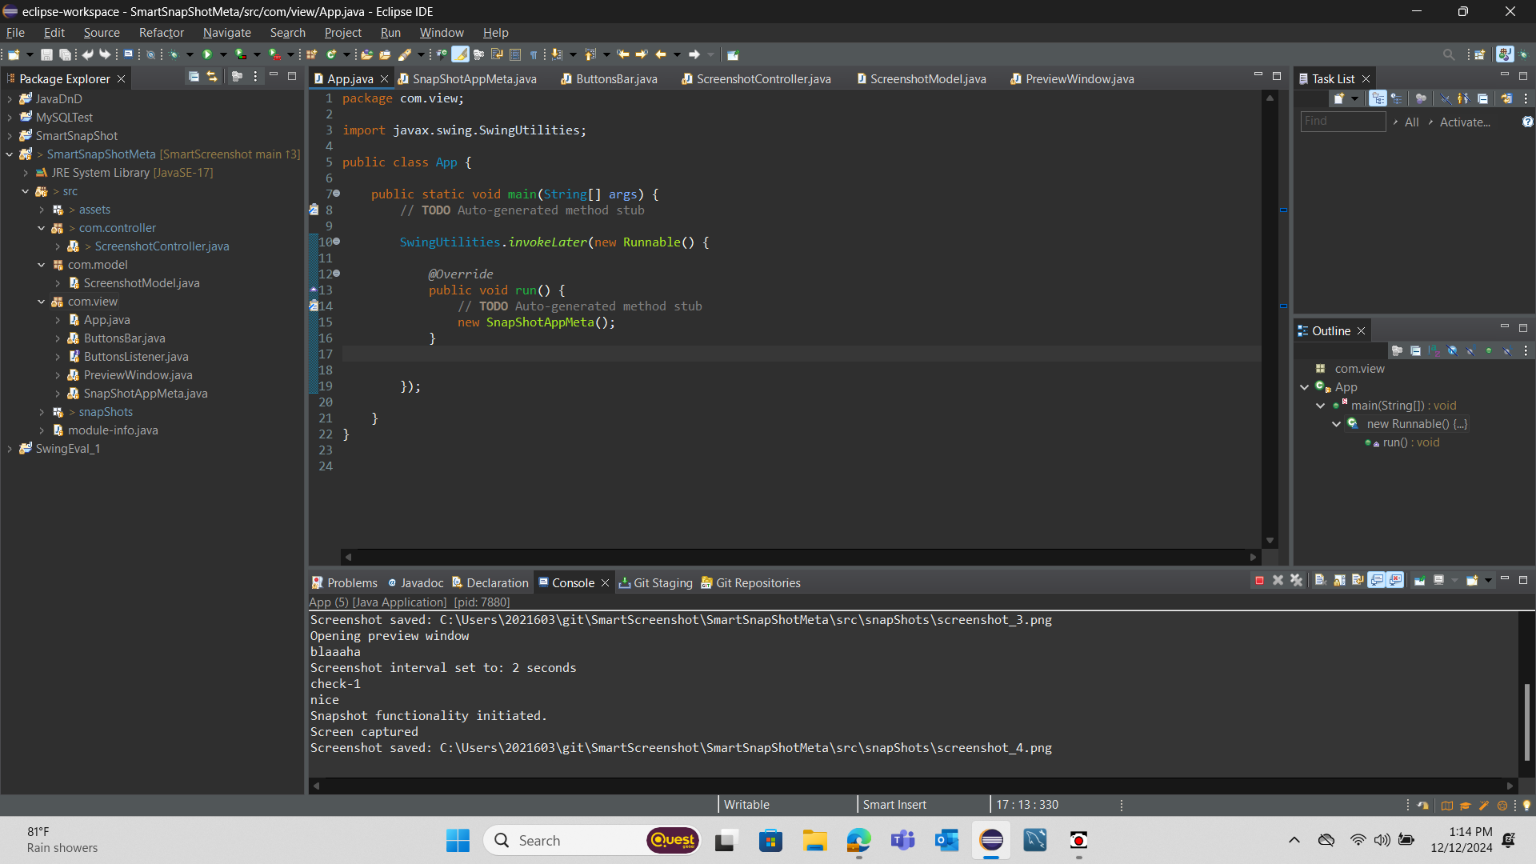 eclipse-workspace - SmartSnapShotMeta/src/com/view/App.java - Eclipse IDE
File Edit Source Refactor Navigate Search Project Run Window Help
Package Explorer
JavaDnD
MySQLTest
SmartSnapShot
> SmartSnapShotMeta [SmartScreenshot main ↑3]
JRE System Library [JavaSE-17]
> src
> assets
> com.controller
> ScreenshotController.java
com.model
ScreenshotModel.java
com.view
App.java
ButtonsBar.java
ButtonsListener.java
PreviewWindow.java
SnapShotAppMeta.java
> snapShots
module-info.java
SwingEval_1
App.java SnapShotAppMeta.java ButtonsBar.java ScreenshotController.java ScreenshotModel.java PreviewWindow.java
1 package com.view;
2
3 import javax.swing.SwingUtilities;
4
5 public class App {
6
7 public static void main(String[] args) {
8 // TODO Auto-generated method stub
9
10 SwingUtilities.invokeLater(new Runnable() {
11
12 @Override
13 public void run() {
14 // TODO Auto-generated method stub
15 new SnapShotAppMeta();
16 }
17
18
19 });
20
21 }
22 }
23
24
Task List
Find All Activate...
Outline
com.view
App
main(String[]) : void
new Runnable() {...}
run() : void
Problems Javadoc Declaration Console Git Staging Git Repositories
App (5) [Java Application] [pid: 7880]
Screenshot saved: C:\Users\2021603\git\SmartScreenshot\SmartSnapShotMeta\src\snapShots\screenshot_3.png
Opening preview window
blaaaha
Screenshot interval set to: 2 seconds
check-1
nice
Snapshot functionality initiated.
Screen captured
Screenshot saved: C:\Users\2021603\git\SmartScreenshot\SmartSnapShotMeta\src\snapShots\screenshot_4.png
Writable Smart Insert 17 : 13 : 330
81°F
Rain showers
Search
Quest
1:14 PM
12/12/2024